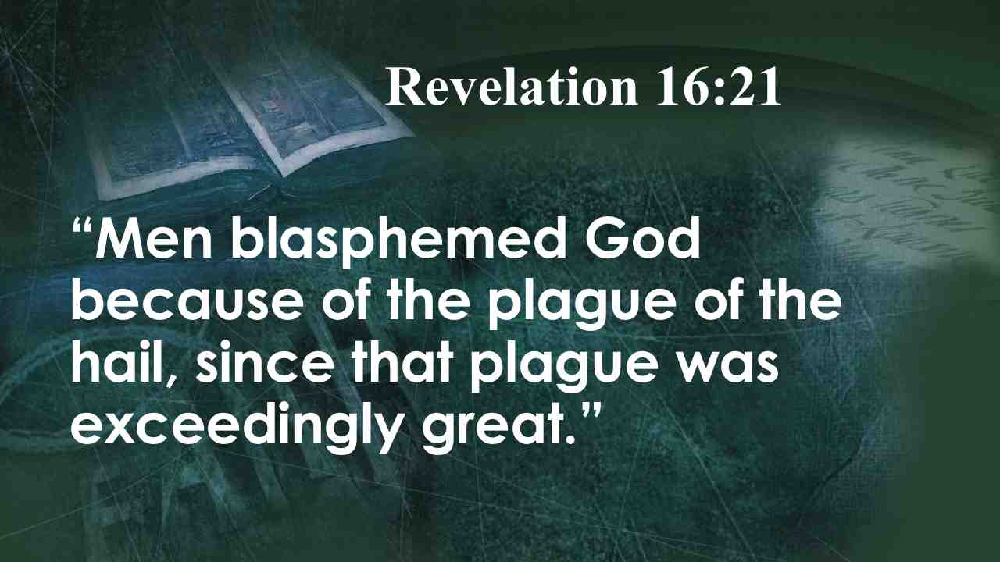 Revelation 16:21
“Men blasphemed God
because of the plague of the
hail, since that plague was
exceedingly great.”